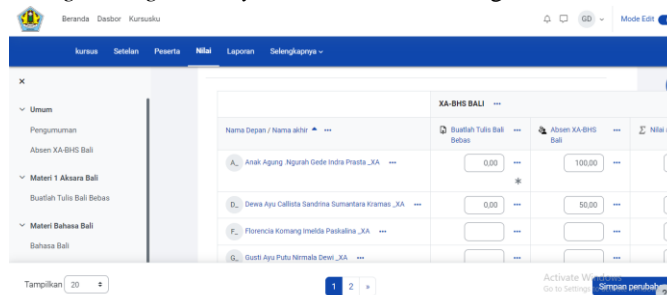 Beranda Dasbor Kursusku
GD
Mode Edit
kursus Setelan Peserta Nilai Laporan Selengkapnya
×
XA-BHS BALI ...
Umum
Pengumuman
Nama Depan / Nama akhir ...
Buatlah Tulis Bali Bebas ...
Absen XA-BHS Bali ...
Σ Nilai
Absen XA-BHS Bali
A_ Anak Agung .Ngurah Gede Indra Prasta _XA ...
0,00 ...
100,00 ...
Materi 1 Aksara Bali
Buatlah Tulis Bali Bebas
D_ Dewa Ayu Callista Sandrina Sumantara Kramas _XA ...
0,00 ...
50,00 ...
Materi Bahasa Bali
F_ Florencia Komang Imelda Paskalina _XA ...
Bahasa Bali
G_ Gusti Ayu Putu Nirmala Dewi _XA ...
Tampilkan 20
1 2 »
Activate Windows
Go to Settings
Simpan perubah